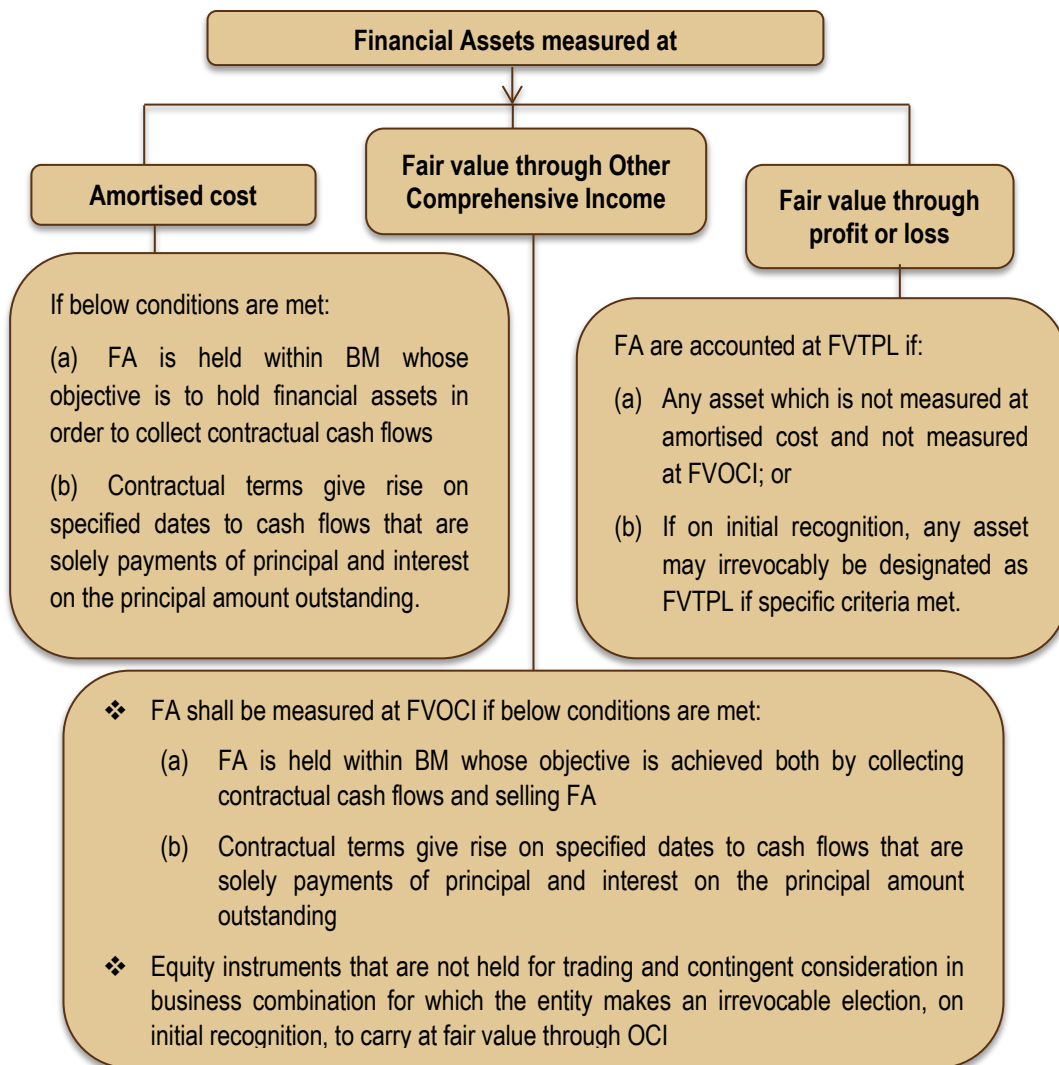 Financial Assets measured at
Amortised cost
Fair value through Other
Comprehensive Income
Fair value through
profit or loss
If below conditions are met:
(a) FA is held within BM whose
objective is to hold financial assets in
order to collect contractual cash flows
(b) Contractual terms give rise on
specified dates to cash flows that are
solely payments of principal and interest
on the principal amount outstanding.
FA are accounted at FVTPL if:
(a) Any asset which is not measured at
amortised cost and not measured
at FVOCI; or
(b) If on initial recognition, any asset
may irrevocably be designated as
FVTPL if specific criteria met.
❖ FA shall be measured at FVOCI if below conditions are met:
(a) FA is held within BM whose objective is achieved both by collecting
contractual cash flows and selling FA
(b) Contractual terms give rise on specified dates to cash flows that are
solely payments of principal and interest on the principal amount
outstanding
❖ Equity instruments that are not held for trading and contingent consideration in
business combination for which the entity makes an irrevocable election, on
initial recognition, to carry at fair value through OCI